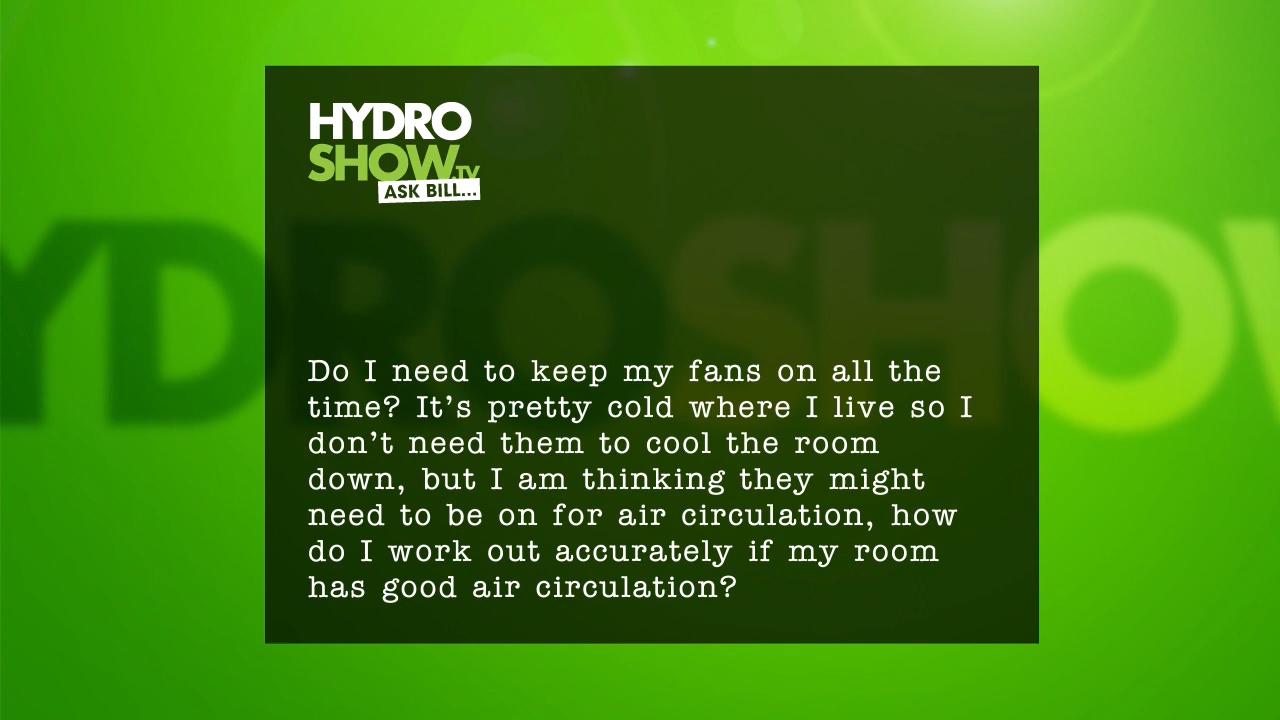 HYDRO
SHOW.TV
ASK BILL...
YDROSHOW
Do I need to keep my fans on all the
time? It’s pretty cold where I live so I
don’t need them to cool the room
down, but I am thinking they might
need to be on for air circulation, how
do I work out accurately if my room
has good air circulation?